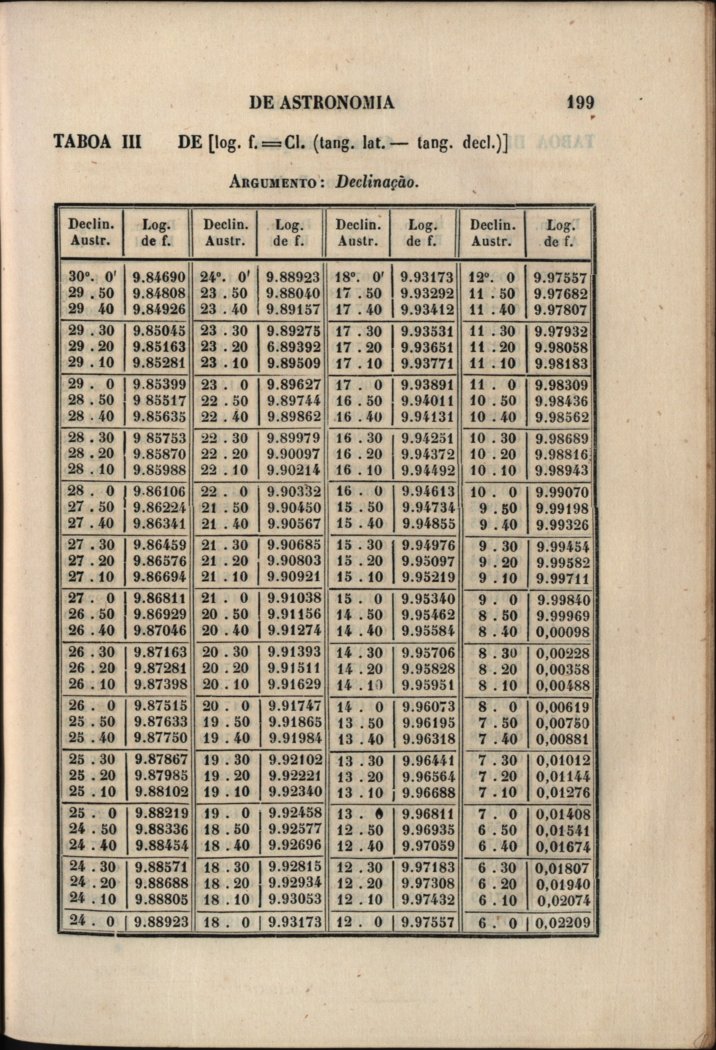 DE ASTRONOMIA 199
TABOA III DE [log. f. = Cl. (tang. lat. — tang. decl.)]
ARGUMENTO: Declinação.
Declin. Log. Declin. Log. Declin. Log. Declin. Log.
Austr. de f. Austr. de f. Austr. de f. Austr. de f.
30º. 0' 9.84690 24º. 0' 9.88923 18º. 0' 9.93173 12º. 0 9.97557
29 . 50 9.84808 23 . 50 9.88040 17 . 50 9.93292 11 . 50 9.97682
29 40 9.84926 23 . 40 9.89157 17 . 40 9.93412 11 . 40 9.97807
29 . 30 9.85045 23 . 30 9.89275 17 . 30 9.93531 11 . 30 9.97932
29 . 20 9.85163 23 . 20 6.89392 17 . 20 9.93651 11 . 20 9.98058
29 . 10 9.85281 23 . 10 9.89509 17 . 10 9.93771 11 . 10 9.98183
29 . 0 9.85399 23 . 0 9.89627 17 . 0 9.93891 11 . 0 9.98309
28 . 50 9 85517 22 . 50 9.89744 16 . 50 9.94011 10 . 50 9.98436
28 . 40 9.85635 22 . 40 9.89862 16 . 40 9.94131 10 . 40 9.98562
28 . 30 9 85753 22 . 30 9.89979 16 . 30 9.94251 10 . 30 9.98689
28 . 20 9.85870 22 . 20 9.90097 16 . 20 9.94372 10 . 20 9.98816
28 . 10 9.85988 22 . 10 9.90214 16 . 10 9.94492 10 . 10 9.98943
28 . 0 9.86106 22 . 0 9.90332 16 . 0 9.94613 10 . 0 9.99070
27 . 50 9.86224 21 . 50 9.90450 15 . 50 9.94734 9 . 50 9.99198
27 . 40 9.86341 21 . 40 9.90567 15 . 40 9.94855 9 . 40 9.99326
27 . 30 9.86459 21 . 30 9.90685 15 . 30 9.94976 9 . 30 9.99454
27 . 20 9.86576 21 . 20 9.90803 15 . 20 9.95097 9 . 20 9.99582
27 . 10 9.86694 21 . 10 9.90921 15 . 10 9.95219 9 . 10 9.99711
27 . 0 9.86811 21 . 0 9.91038 15 . 0 9.95340 9 . 0 9.99840
26 . 50 9.86929 20 . 50 9.91156 14 . 50 9.95462 8 . 50 9.99969
26 . 40 9.87046 20 . 40 9.91274 14 . 40 9.95584 8 . 40 0,00098
26 . 30 9.87163 20 . 30 9.91393 14 . 30 9.95706 8 . 30 0,00228
26 . 20 9.87281 20 . 20 9.91511 14 . 20 9.95828 8 . 20 0,00358
26 . 10 9.87398 20 . 10 9.91629 14 . 10 9.95951 8 . 10 0,00488
26 . 0 9.87515 20 . 0 9.91747 14 . 0 9.96073 8 . 0 0,00619
25 . 50 9.87633 19 . 50 9.91865 13 . 50 9.96195 7 . 50 0,00750
25 . 40 9.87750 19 . 40 9.91984 13 . 40 9.96318 7 . 40 0,00881
25 . 30 9.87867 19 . 30 9.92102 13 . 30 9.96441 7 . 30 0,01012
25 . 20 9.87985 19 . 20 9.92221 13 . 20 9.96564 7 . 20 0,01144
25 . 10 9.88102 19 . 10 9.92340 13 . 10 9.96688 7 . 10 0,01276
25 . 0 9.88219 19 . 0 9.92458 13 . 0 9.96811 7 . 0 0,01408
24 . 50 9.88336 18 . 50 9.92577 12 . 50 9.96935 6 . 50 0,01541
24 . 40 9.88454 18 . 40 9.92696 12 . 40 9.97059 6 . 40 0,01674
24 . 30 9.88571 18 . 30 9.92815 12 . 30 9.97183 6 . 30 0,01807
24 . 20 9.88688 18 . 20 9.92934 12 . 20 9.97308 6 . 20 0,01940
24 . 10 9.88805 18 . 10 9.93053 12 . 10 9.97432 6 . 10 0,02074
24 . 0 9.88923 18 . 0 9.93173 12 . 0 9.97557 6 . 0 0,02209